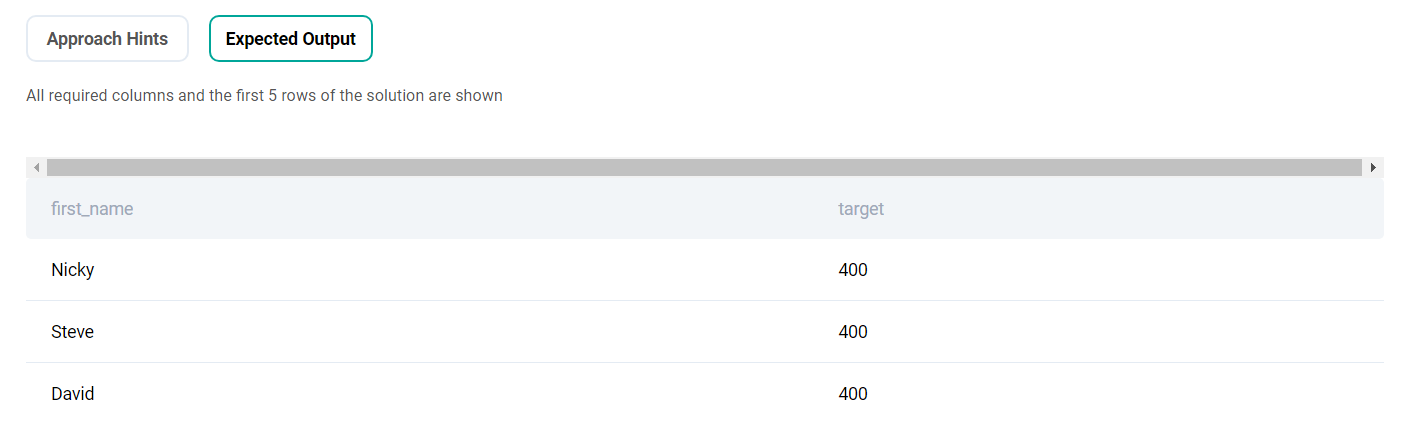 Approach Hints Expected Output
All required columns and the first 5 rows of the solution are shown
first_name target
Nicky 400
Steve 400
David 400